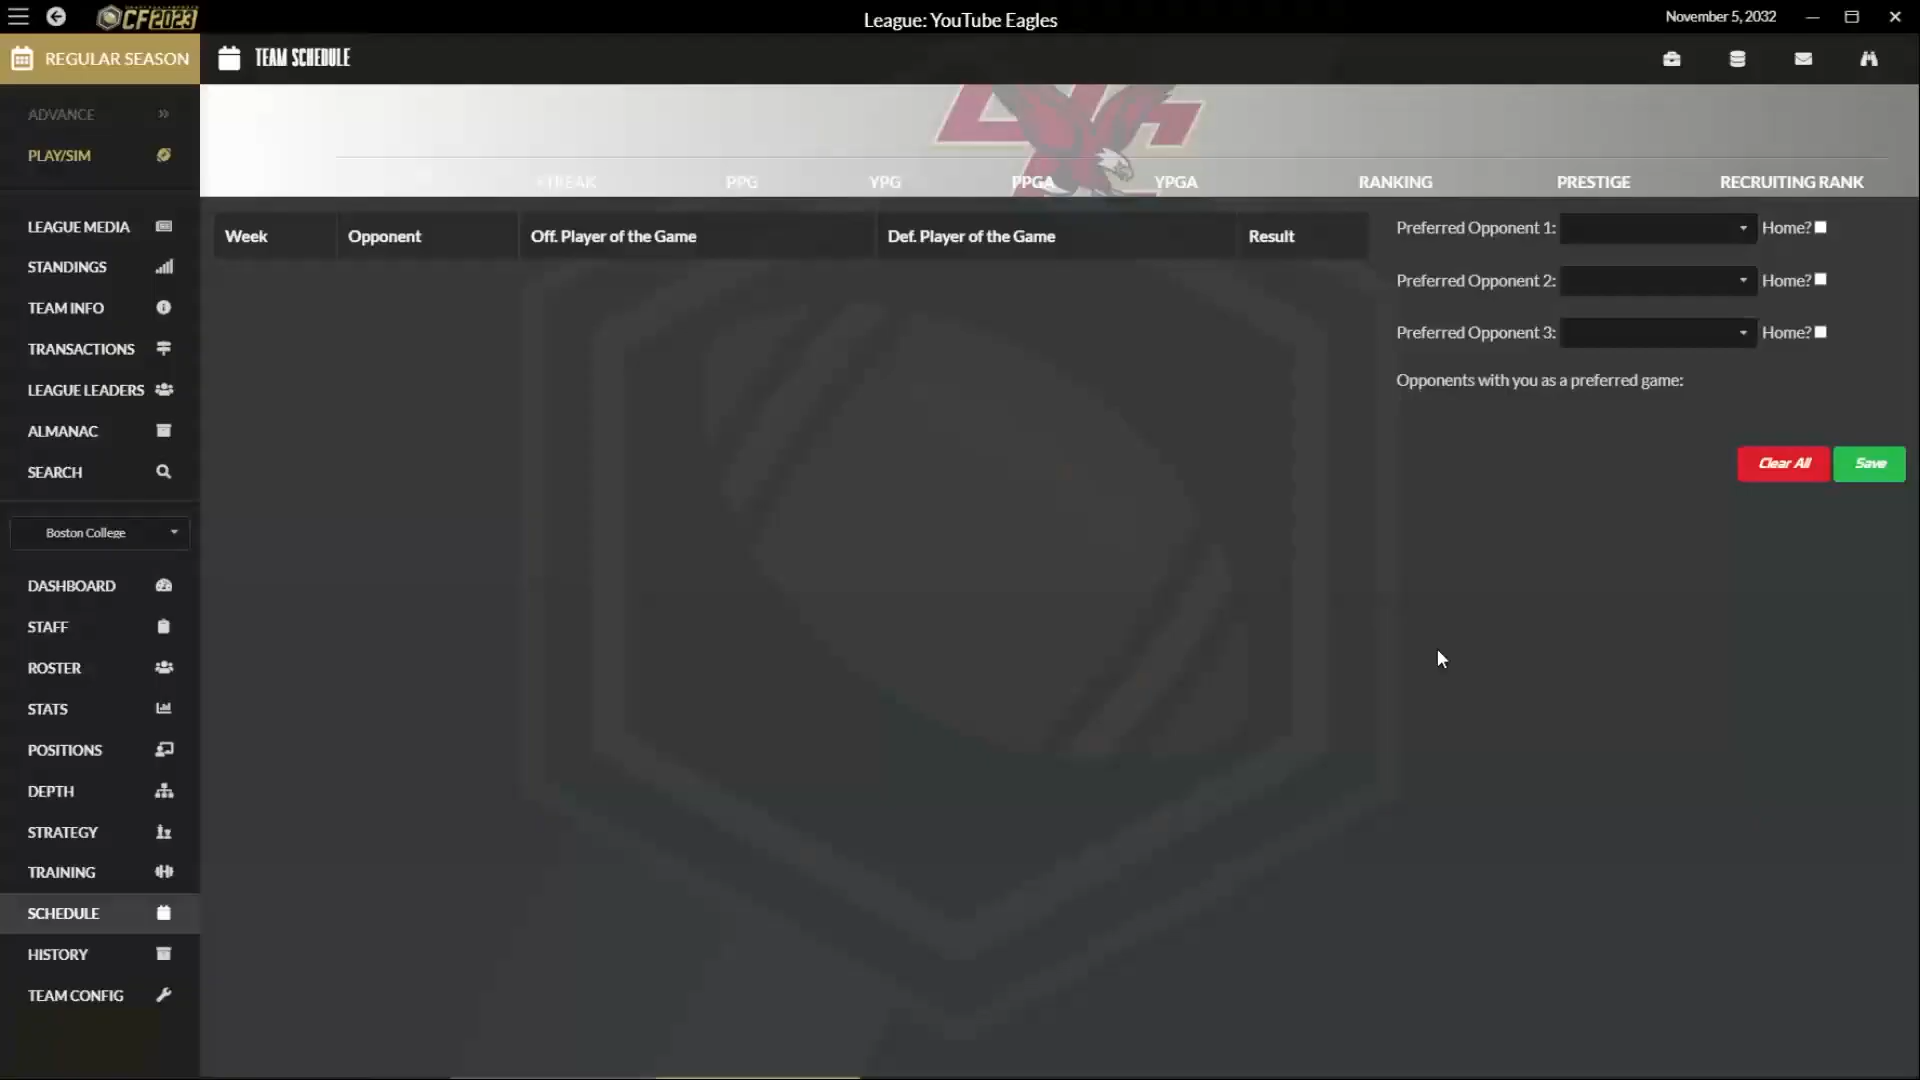 CF2023
League: YouTube Eagles
November 5, 2032
REGULAR SEASON
TEAM SCHEDULE
ADVANCE
PLAY/SIM
STREAK PPG YPG PPGA YPGA RANKING PRESTIGE RECRUITING RANK
LEAGUE MEDIA
STANDINGS
TEAM INFO
TRANSACTIONS
LEAGUE LEADERS
ALMANAC
SEARCH
Boston College
DASHBOARD
STAFF
ROSTER
STATS
POSITIONS
DEPTH
STRATEGY
TRAINING
SCHEDULE
HISTORY
TEAM CONFIG
Week Opponent Off. Player of the Game Def. Player of the Game Result
Preferred Opponent 1: Home?
Preferred Opponent 2: Home?
Preferred Opponent 3: Home?
Opponents with you as a preferred game:
Clear All Save